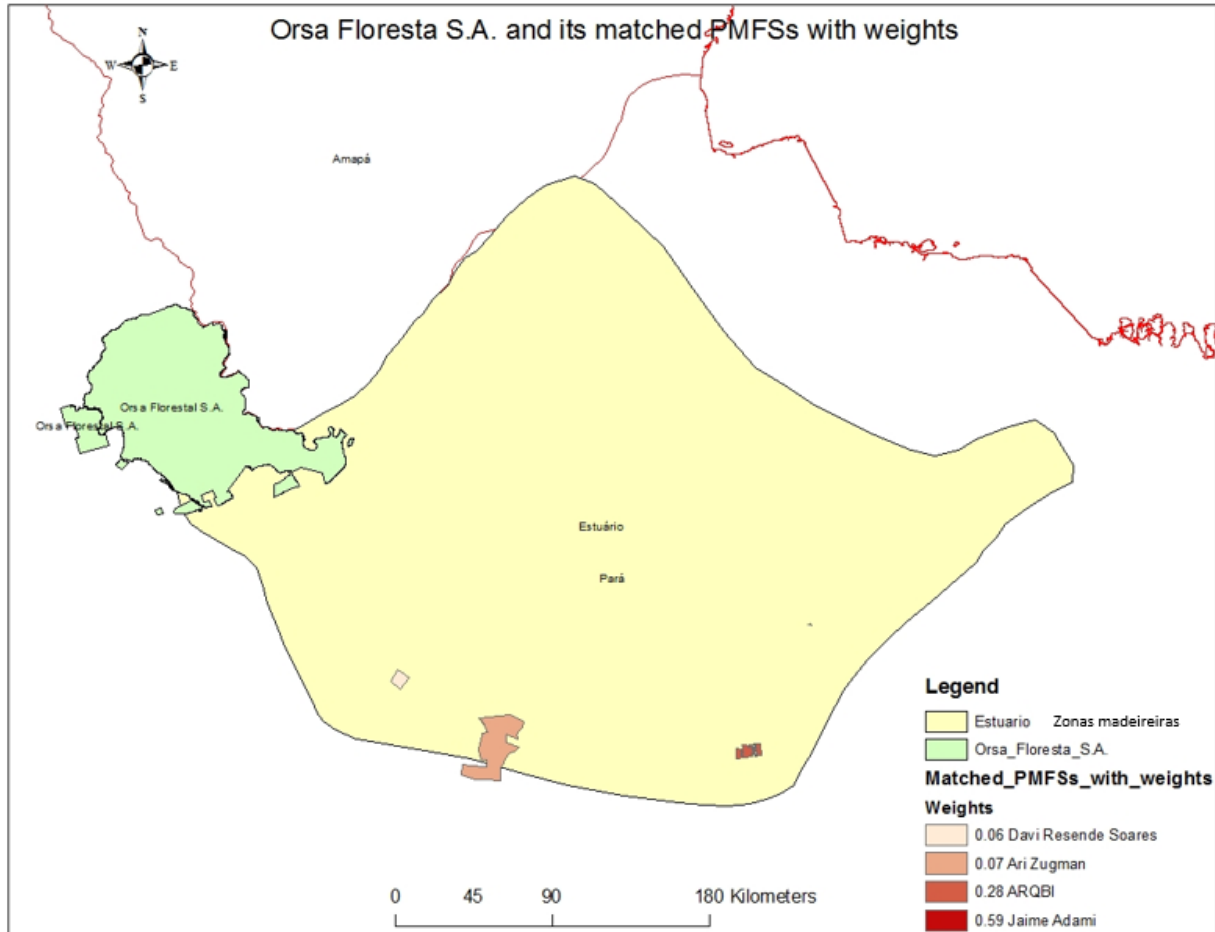 Orsa Floresta S.A. and its matched PMFSs with weights
N
W E
S
Amapá
Orsa Florestal S.A.
Orsa Florestal S.A.
Estuário
Pará
Legend
Estuario Zonas madeireiras
Orsa_Floresta_S.A.
Matched_PMFSs_with_weights
Weights
0.06 Davi Resende Soares
0.07 Ari Zugman
0.28 ARQBI
0.59 Jaime Adami
0 45 90 180 Kilometers